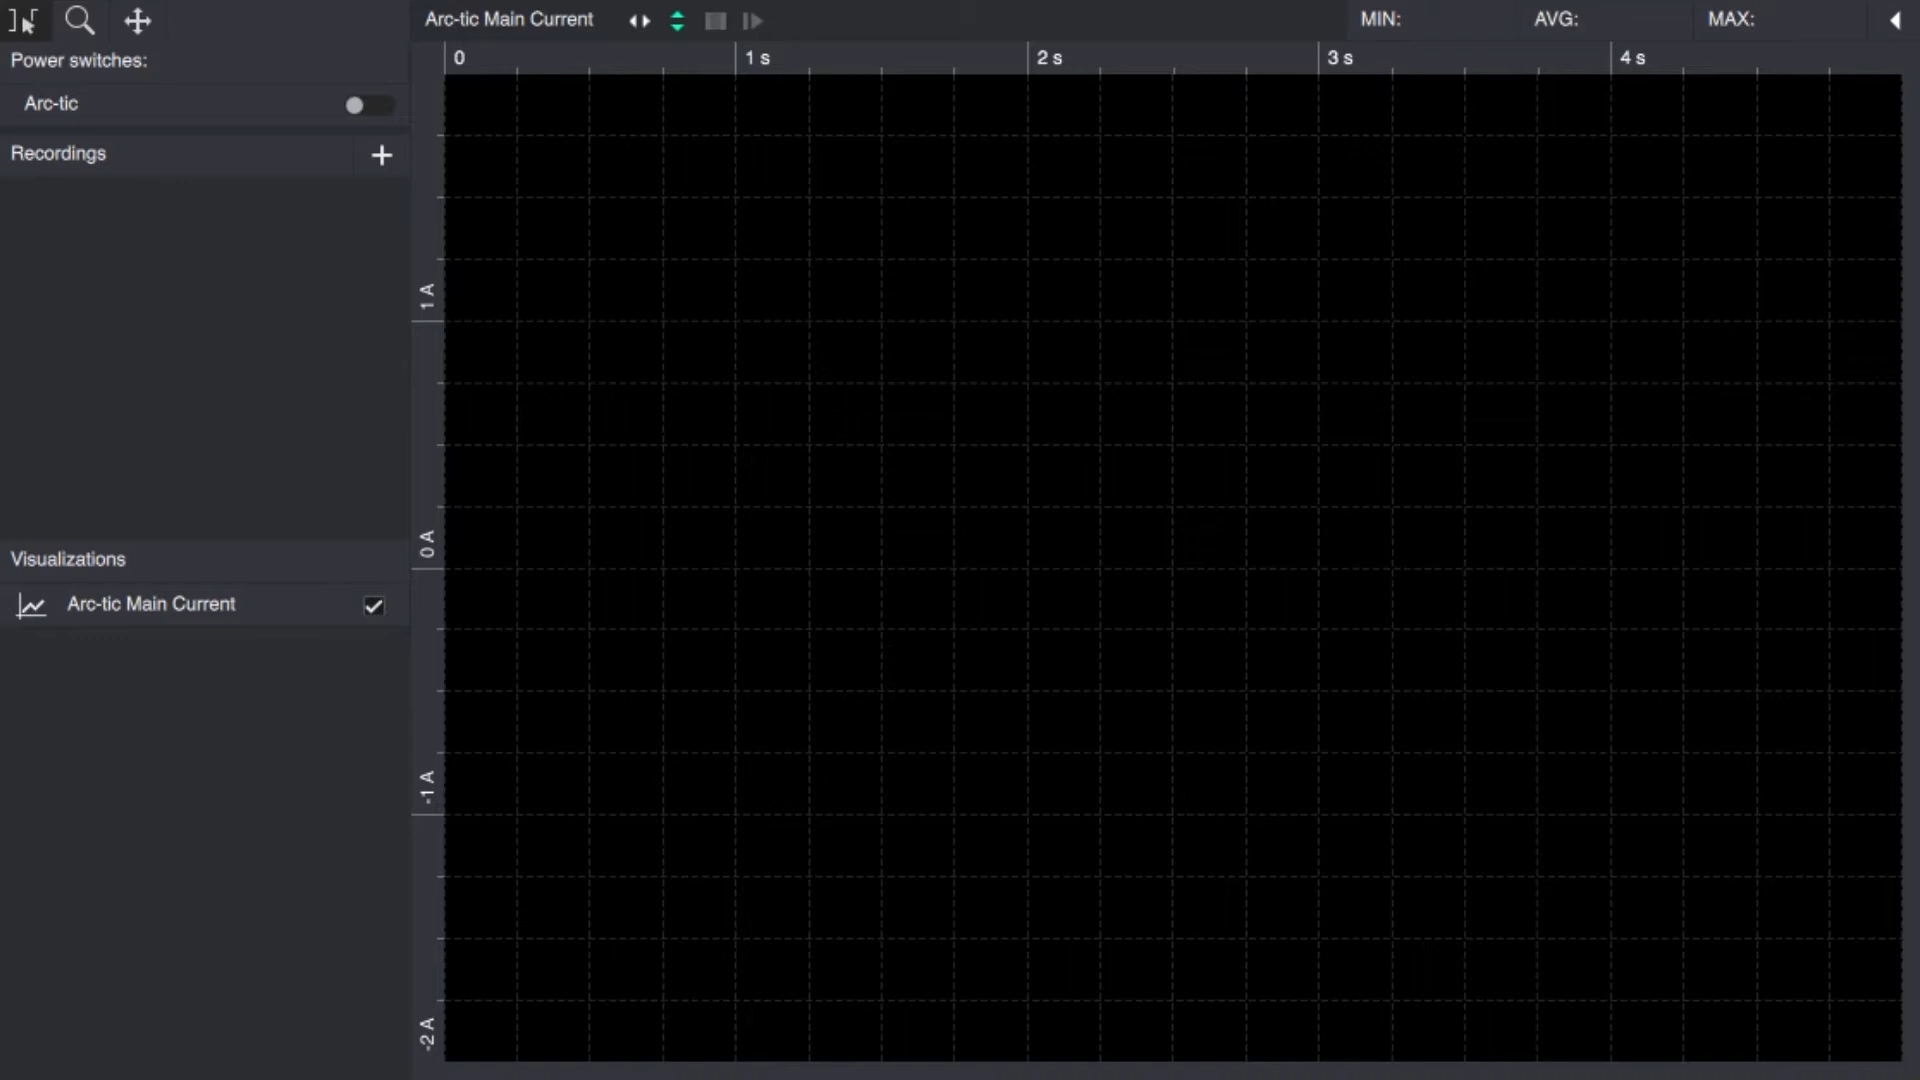 Arc-tic Main Current
MIN:
AVG:
MAX:
Power switches:
0
1 s
2 s
3 s
4 s
Arc-tic
Recordings
1 A
0 A
Visualizations
Arc-tic Main Current
-1 A
-2 A